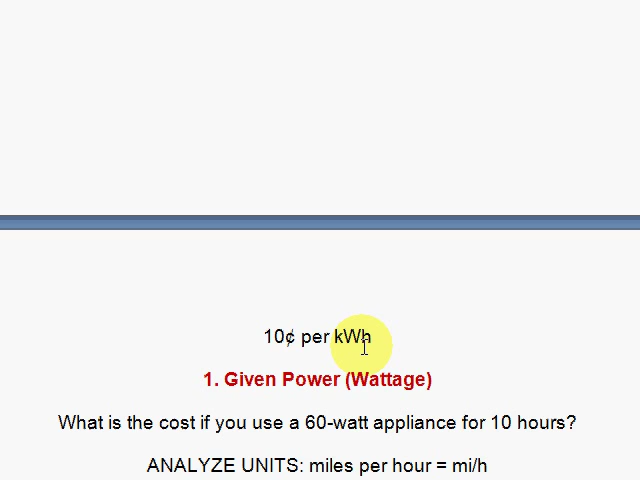 10¢ per kWh
1. Given Power (Wattage)
What is the cost if you use a 60-watt appliance for 10 hours?
ANALYZE UNITS: miles per hour = mi/h